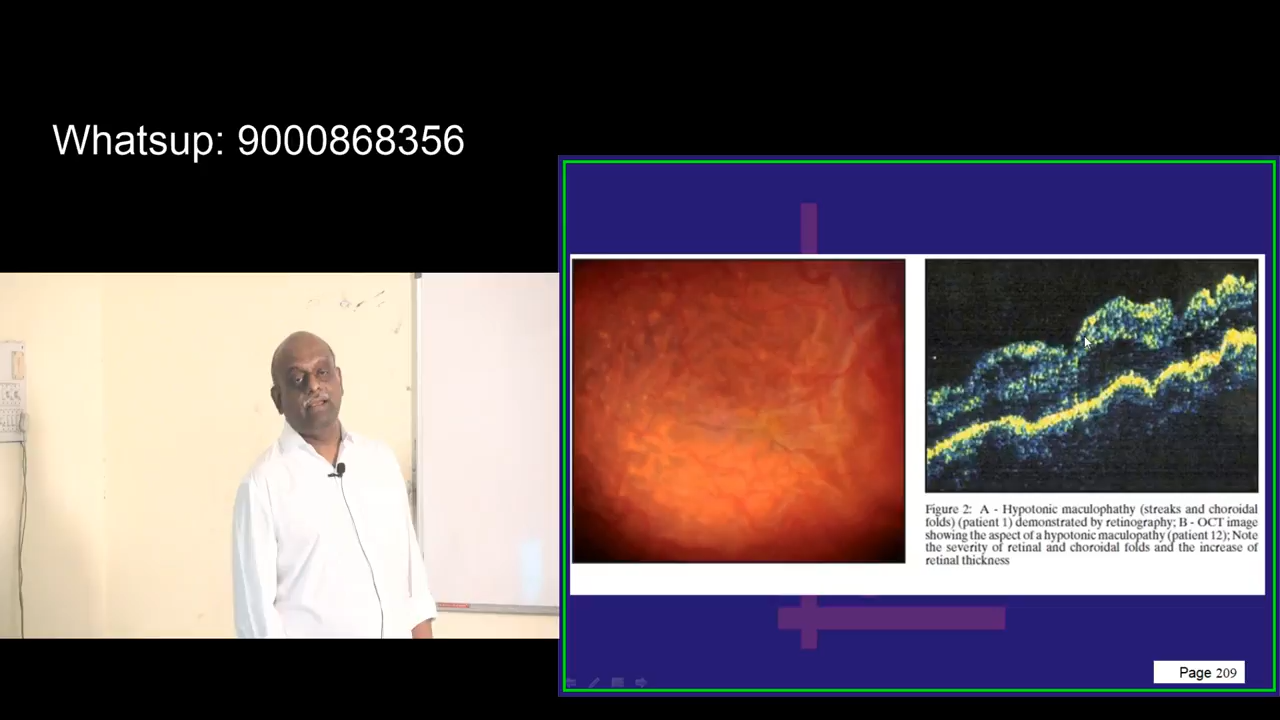 Whatsup: 9000868356
Figure 2: A - Hypotonic maculophathy (streaks and choroidal
folds) (patient 1) demonstrated by retinography; B - OCT image
showing the aspect of a hypotonic maculopathy (patient 12); Note
the severity of retinal and choroidal folds and the increase of
retinal thickness
Page 209